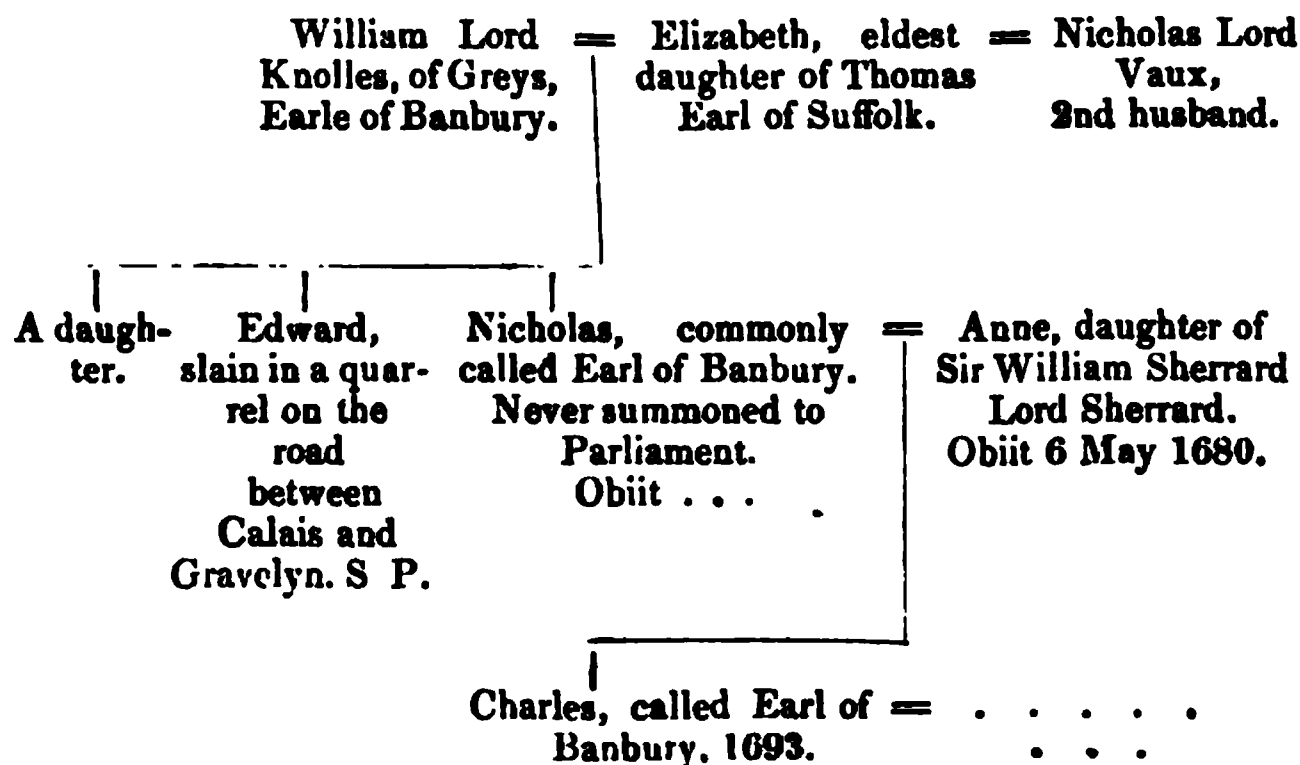 William Lord = Elizabeth, eldest = Nicholas Lord
Knolles, of Greys, daughter of Thomas Vaux,
Earle of Banbury. Earl of Suffolk. 2nd husband.
A daugh-
ter.
Edward,
slain in a quar-
rel on the
road
between
Calais and
Gravelyn. S P.
Nicholas, commonly =
called Earl of Banbury.
Never summoned to
Parliament.
Obiit . . .
Anne, daughter of
Sir William Sherrard
Lord Sherrard.
Obiit 6 May 1680.
Charles, called Earl of = . . . . .
Banbury, 1693. . . .